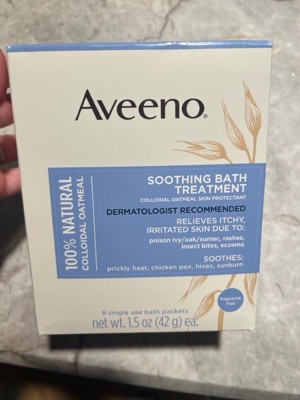 Aveeno®
100% NATURAL
COLLOIDAL OATMEAL
SOOTHING BATH
TREATMENT
COLLOIDAL OATMEAL SKIN PROTECTANT
DERMATOLOGIST RECOMMENDED
RELIEVES ITCHY,
IRRITATED SKIN DUE TO:
poison ivy/oak/sumac, rashes,
insect bites, eczema
SOOTHES:
prickly heat, chicken pox, hives, sunburn
fragrance
free
8 single use bath packets
net wt. 1.5 oz (42 g) ea.